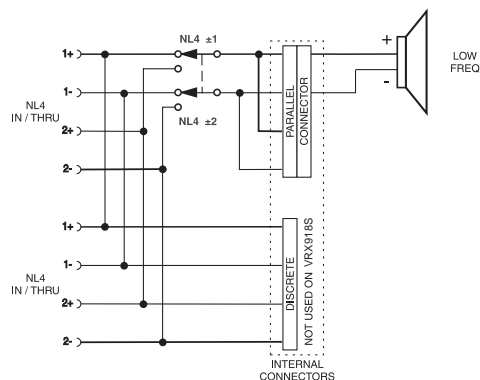 NL4 ±1
1+
1-
2+
2-
NL4
IN / THRU
NL4 ±2
PARALLEL
CONNECTOR
+
-
LOW
FREQ
1+
1-
2+
2-
NL4
IN / THRU
DISCRETE
NOT USED ON VRX918S
INTERNAL
CONNECTORS